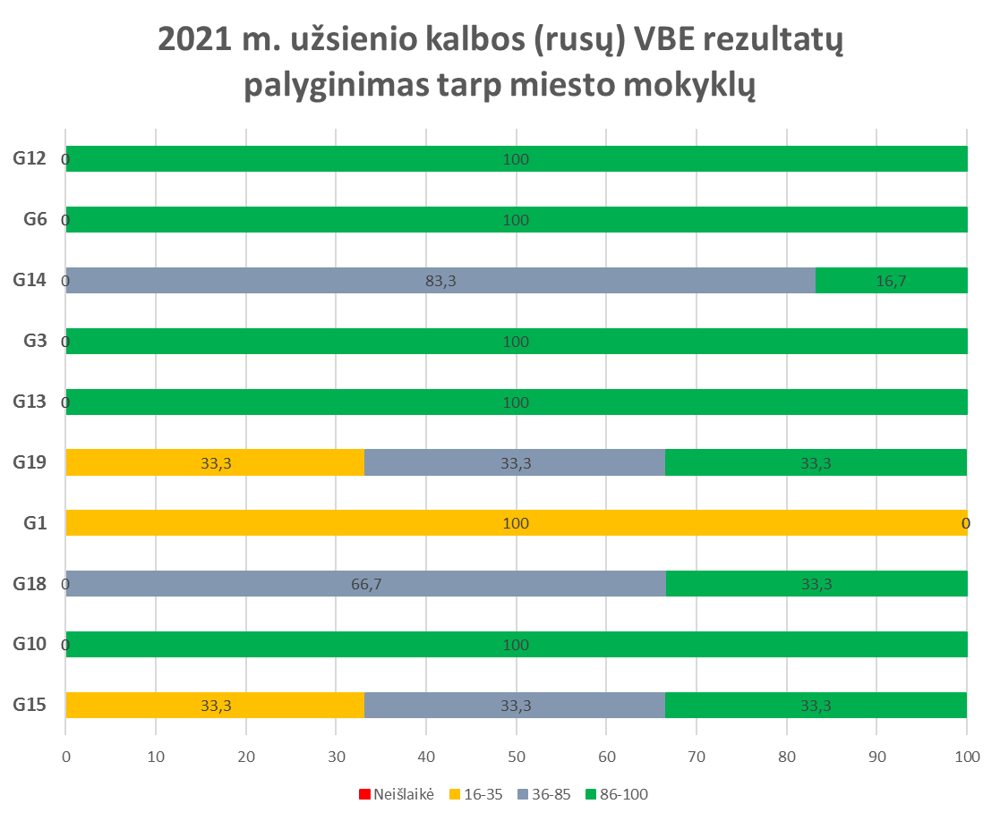 2021 m. užsienio kalbos (rusų) VBE rezultatų
palyginimas tarp miesto mokyklų
G12 0 100
G6 0 100
G14 0 83,3 16,7
G3 0 100
G13 0 100
G19 33,3 33,3 33,3
G1 100 0
G18 0 66,7 33,3
G10 0 100
G15 33,3 33,3 33,3
0 10 20 30 40 50 60 70 80 90 100
Neišlaikė 16-35 36-85 86-100